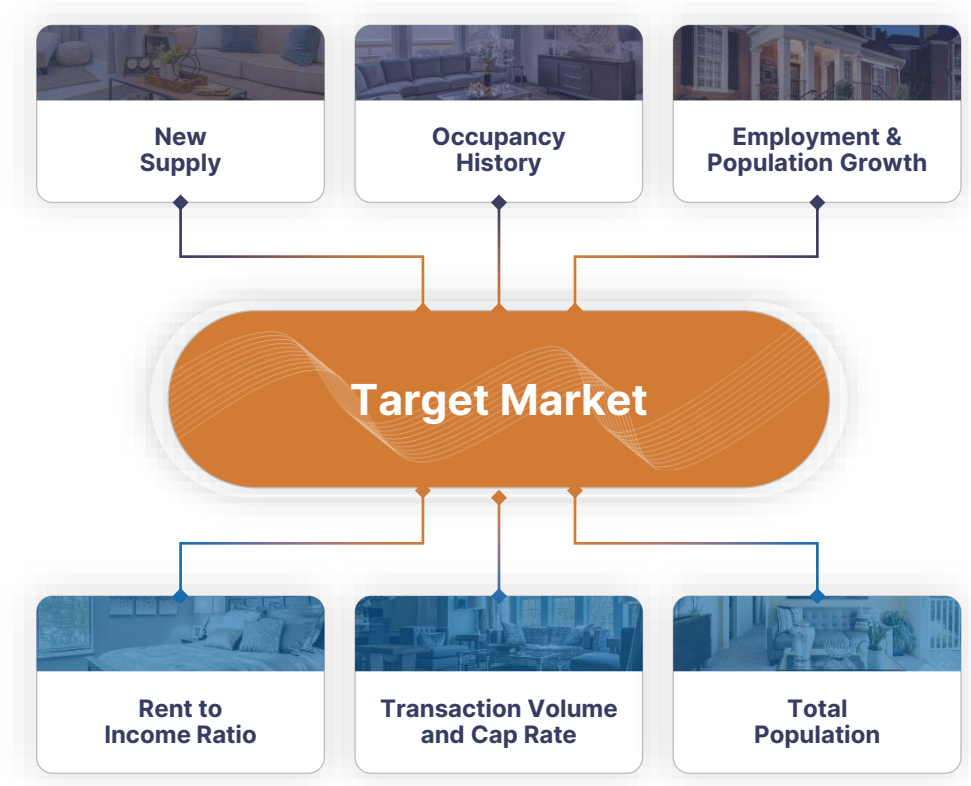 New
Supply
Occupancy
History
Employment &
Population Growth
Target Market
Rent to
Income Ratio
Transaction Volume
and Cap Rate
Total
Population